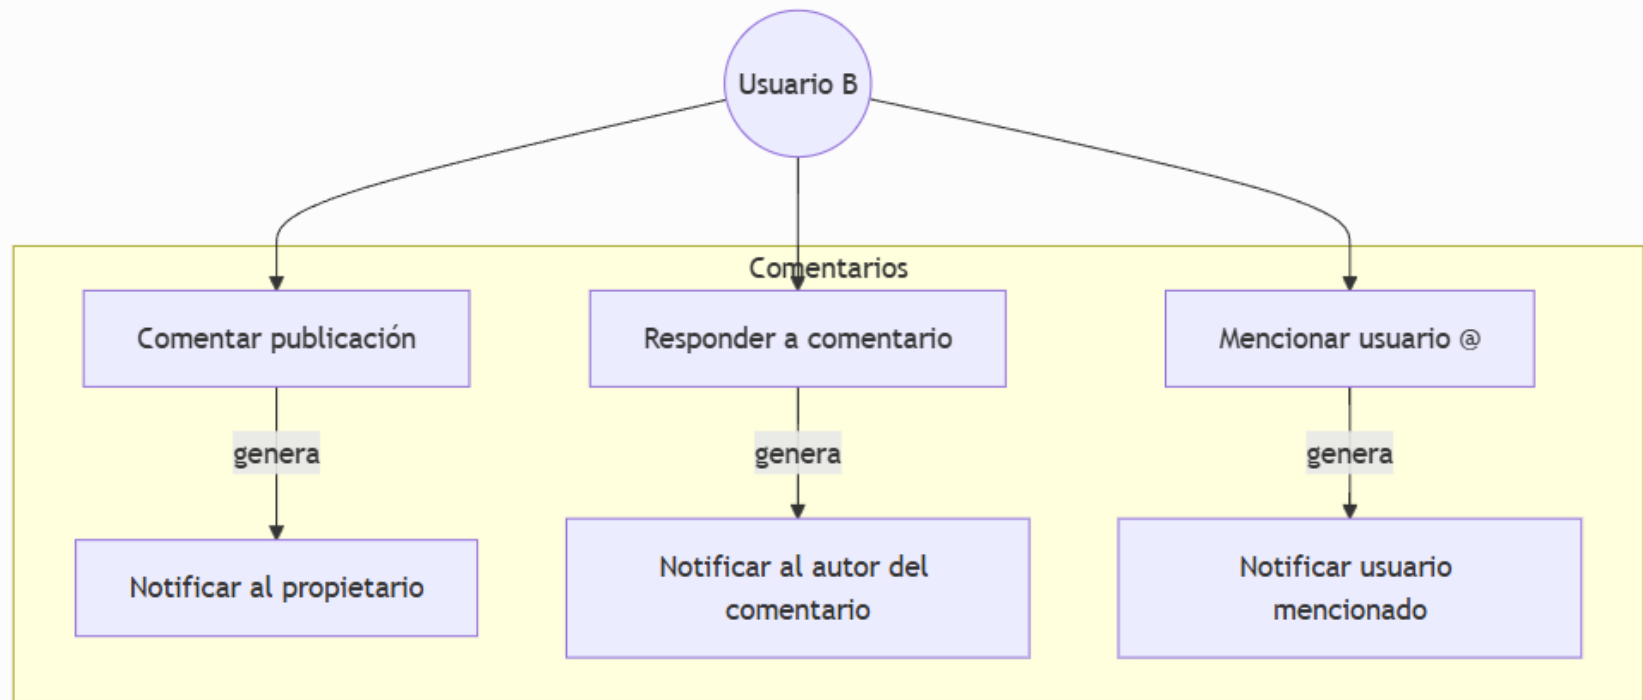 Usuario B
Comentarios
Comentar publicación
Responder a comentario
Mencionar usuario @
genera
genera
genera
Notificar al propietario
Notificar al autor del
comentario
Notificar usuario
mencionado